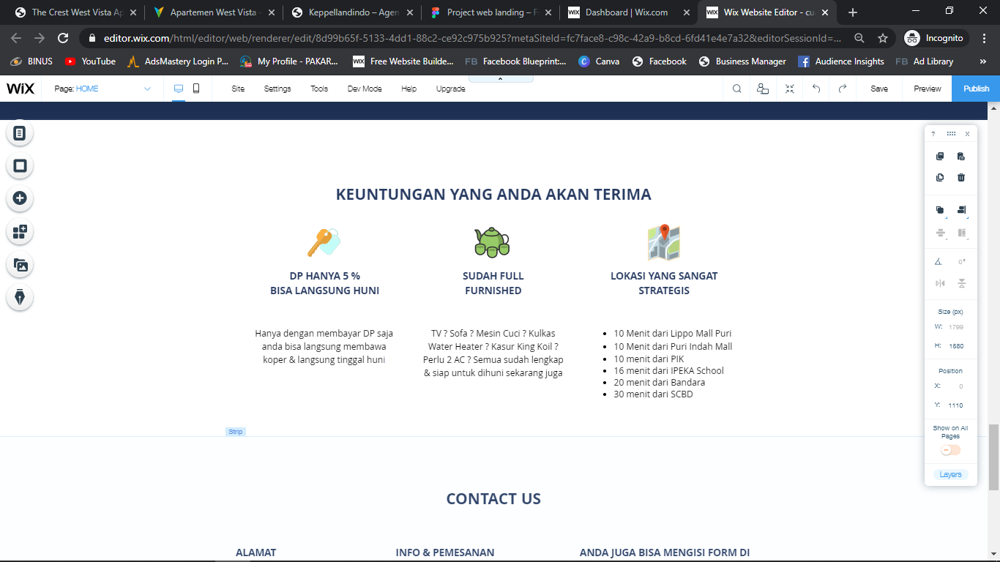 The Crest West Vista Ap
Apartemen West Vista -
Keppellandindo – Agen
Project web landing – F
WIX
Dashboard | Wix.com
WIX
Wix Website Editor - cu
editor.wix.com/html/editor/web/renderer/edit/8d99b65f-5133-4dd1-88c2-ce92c975b925?metaSiteId=fc7face8-c98c-42a9-b8cd-6fd41e4e7a32&editorSessionId=...
Incognito
BINUS
YouTube
AdsMastery Login P...
My Profile - PAKAR...
WIX
Free Website Builde...
FB
Facebook Blueprint:...
Canva
Facebook
Business Manager
Audience Insights
FB
Ad Library
»
WiX
Page: HOME
Site
Settings
Tools
Dev Mode
Help
Upgrade
Save
Preview
Publish
? x
KEUNTUNGAN YANG ANDA AKAN TERIMA
DP HANYA 5 %
BISA LANGSUNG HUNI
Hanya dengan membayar DP saja
anda bisa langsung membawa
koper & langsung tinggal huni
SUDAH FULL
FURNISHED
TV ? Sofa ? Mesin Cuci ? Kulkas
Water Heater ? Kasur King Koil ?
Perlu 2 AC ? Semua sudah lengkap
& siap untuk dihuni sekarang juga
LOKASI YANG SANGAT
STRATEGIS
• 10 Menit dari Lippo Mall Puri
• 10 Menit dari Puri Indah Mall
• 10 menit dari PIK
• 16 menit dari IPEKA School
• 20 menit dari Bandara
• 30 menit dari SCBD
0°
Size (px)
W: 1799
H: 1580
Position
X: 0
Y: 1110
Show on All
Pages
Layers
Strip
CONTACT US
ALAMAT
INFO & PEMESANAN
ANDA JUGA BISA MENGISI FORM DI